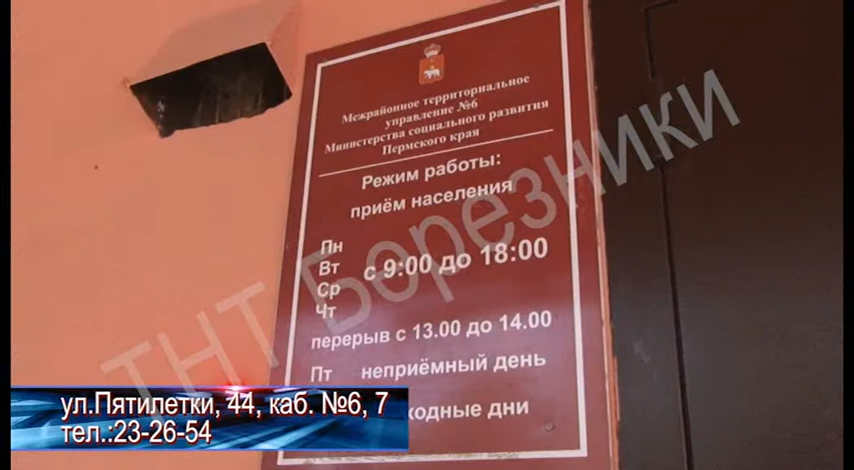 Межрайонное территориальное
управление №6
Министерства социального развития
Пермского края
Режим работы:
приём населения
Пн
Вт
Ср
Чт
с 9:00 до 18:00
перерыв с 13.00 до 14.00
Пт неприёмный день
дни
ТНТ Березники
ул.Пятилетки, 44, каб. №6, 7
тел.:23-26-54